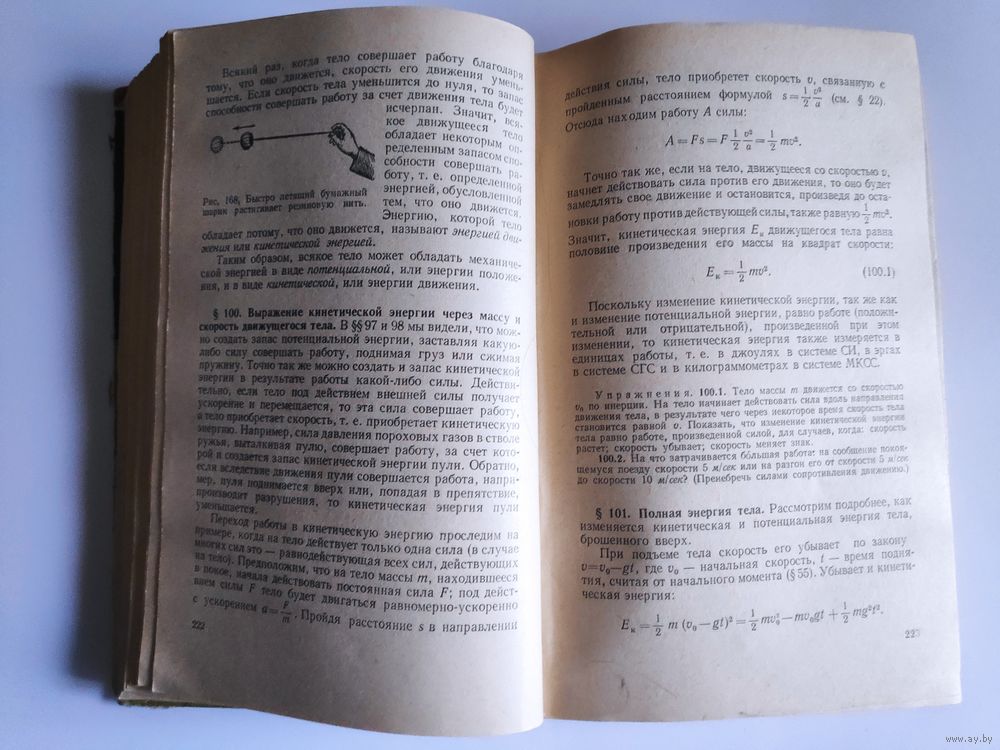 Всякий раз, когда тело совершает работу благодаря
тому, что оно движется, скорость его движения умень-
шается. Если скорость тела уменьшится до нуля, то запас
способности совершать работу за счет движения тела будет
исчерпан. Значит, вся-
кое движущееся тело
обладает некоторым оп-
ределенным запасом спо-
собности совершать ра-
боту, т. е. определенной
энергией, обусловленной
тем, что оно движется.
Энергию, которой тело
Рис. 168. Быстро летящий бумажный
шарик растягивает резиновую нить.
обладает потому, что оно движется, называют энергией дви-
жения или кинетической энергией.
Таким образом, всякое тело может обладать механиче-
ской энергией в виде потенциальной, или энергии положе-
ния, и в виде кинетической, или энергии движения.
§ 100. Выражение кинетической энергии через массу и
скорость движущегося тела. В §§ 97 и 98 мы видели, что мож-
но создать запас потенциальной энергии, заставляя какую-
либо силу совершать работу, поднимая груз или сжимая
пружину. Точно так же можно создать и запас кинетической
энергии в результате работы какой-либо силы. Действи-
тельно, если тело под действием внешней силы получает
ускорение и перемещается, то эта сила совершает работу,
а тело приобретает скорость, т. е. приобретает кинетическую
энергию. Например, сила давления пороховых газов в стволе
ружья, выталкивая пулю, совершает работу, за счет кото-
рой и создается запас кинетической энергии пули. Обратно,
если вследствие движения пули совершается работа, напри-
мер, пуля поднимается вверх или, попадая в препятствие,
производит разрушения, то кинетическая энергия пули
уменьшается.
Переход работы в кинетическую энергию проследим на
примере, когда на тело действует только одна сила (в случае
многих сил это — равнодействующая всех сил, действующих
на тело). Предположим, что на тело массы m, находившееся
в покое, начала действовать постоянная сила F; под дейст-
вием силы F тело будет двигаться равномерно-ускоренно
с ускорением a = F/m. Пройдя расстояние s в направлении
222
действия силы, тело приобретет скорость v, связанную с
пройденным расстоянием формулой s = 1/2 v²/a (см. § 22).
Отсюда находим работу A силы:
A = Fs = F 1/2 v²/a = 1/2 mv².
Точно так же, если на тело, движущееся со скоростью v,
начнет действовать сила против его движения, то оно будет
замедлять свое движение и остановится, произведя до оста-
новки работу против действующей силы, также равную 1/2 mv².
Значит, кинетическая энергия Eк движущегося тела равна
половине произведения его массы на квадрат скорости:
Eк = 1/2 mv². (100.1)
Поскольку изменение кинетической энергии, так же как
и изменение потенциальной энергии, равно работе (положи-
тельной или отрицательной), произведенной при этом
изменении, то кинетическая энергия также измеряется в
единицах работы, т. е. в джоулях в системе СИ, в эргах
в системе СГС и в килограммометрах в системе МКСС.
Упражнения. 100.1. Тело массы m движется со скоростью
v₀ по инерции. На тело начинает действовать сила вдоль направления
движения тела, в результате чего через некоторое время скорость тела
становится равной v. Показать, что изменение кинетической энергии
тела равно работе, произведенной силой, для случаев, когда: скорость
растет; скорость убывает; скорость меняет знак.
100.2. На что затрачивается бо́льшая работа: на сообщение покоя-
щемуся поезду скорости 5 м/сек или на разгон его от скорости 5 м/сек
до скорости 10 м/сек? (Пренебречь силами сопротивления движению.)
§ 101. Полная энергия тела. Рассмотрим подробнее, как
изменяется кинетическая и потенциальная энергия тела,
брошенного вверх.
При подъеме тела скорость его убывает по закону
v = v₀ — gt, где v₀ — начальная скорость, t — время подня-
тия, считая от начального момента (§ 55). Убывает и кинети-
ческая энергия:
Eк = 1/2 m (v₀ — gt)² = 1/2 mv₀² — mv₀gt + 1/2 mg²t².
223
www.ay.by